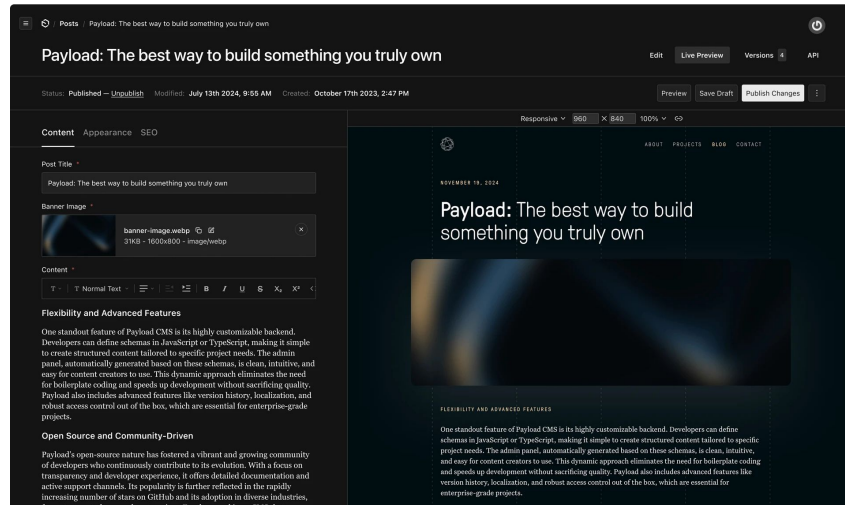 / Posts / Payload: The best way to build something you truly own
Payload: The best way to build something you truly own
Edit Live Preview Versions 4 API
Status: Published — Unpublish Modified: July 13th 2024, 9:55 AM Created: October 17th 2023, 2:47 PM
Preview Save Draft Publish Changes
Content Appearance SEO
Post Title *
Payload: The best way to build something you truly own
Banner Image *
banner-image.webp
31KB - 1600x800 - image/webp
Content *
T Normal Text B I U S X₂ X²
Flexibility and Advanced Features
One standout feature of Payload CMS is its highly customizable backend.
Developers can define schemas in JavaScript or TypeScript, making it simple
to create structured content tailored to specific project needs. The admin
panel, automatically generated based on these schemas, is clean, intuitive, and
easy for content creators to use. This dynamic approach eliminates the need
for boilerplate coding and speeds up development without sacrificing quality.
Payload also includes advanced features like version history, localization, and
robust access control out of the box, which are essential for enterprise-grade
projects.
Open Source and Community-Driven
Payload's open-source nature has fostered a vibrant and growing community
of developers who continuously contribute to its evolution. With a focus on
transparency and developer experience, it offers detailed documentation and
active support channels. Its popularity is further reflected in the rapidly
increasing number of stars on GitHub and its adoption in diverse industries,
Responsive 960 × 840 100%
ABOUT PROJECTS BLOG CONTACT
NOVEMBER 19, 2024
Payload: The best way to build
something you truly own
FLEXIBILITY AND ADVANCED FEATURES
One standout feature of Payload CMS is its highly customizable backend. Developers can define
schemas in JavaScript or TypeScript, making it simple to create structured content tailored to specific
project needs. The admin panel, automatically generated based on these schemas, is clean, intuitive,
and easy for content creators to use. This dynamic approach eliminates the need for boilerplate coding
and speeds up development without sacrificing quality. Payload also includes advanced features like
version history, localization, and robust access control out of the box, which are essential for
enterprise-grade projects.